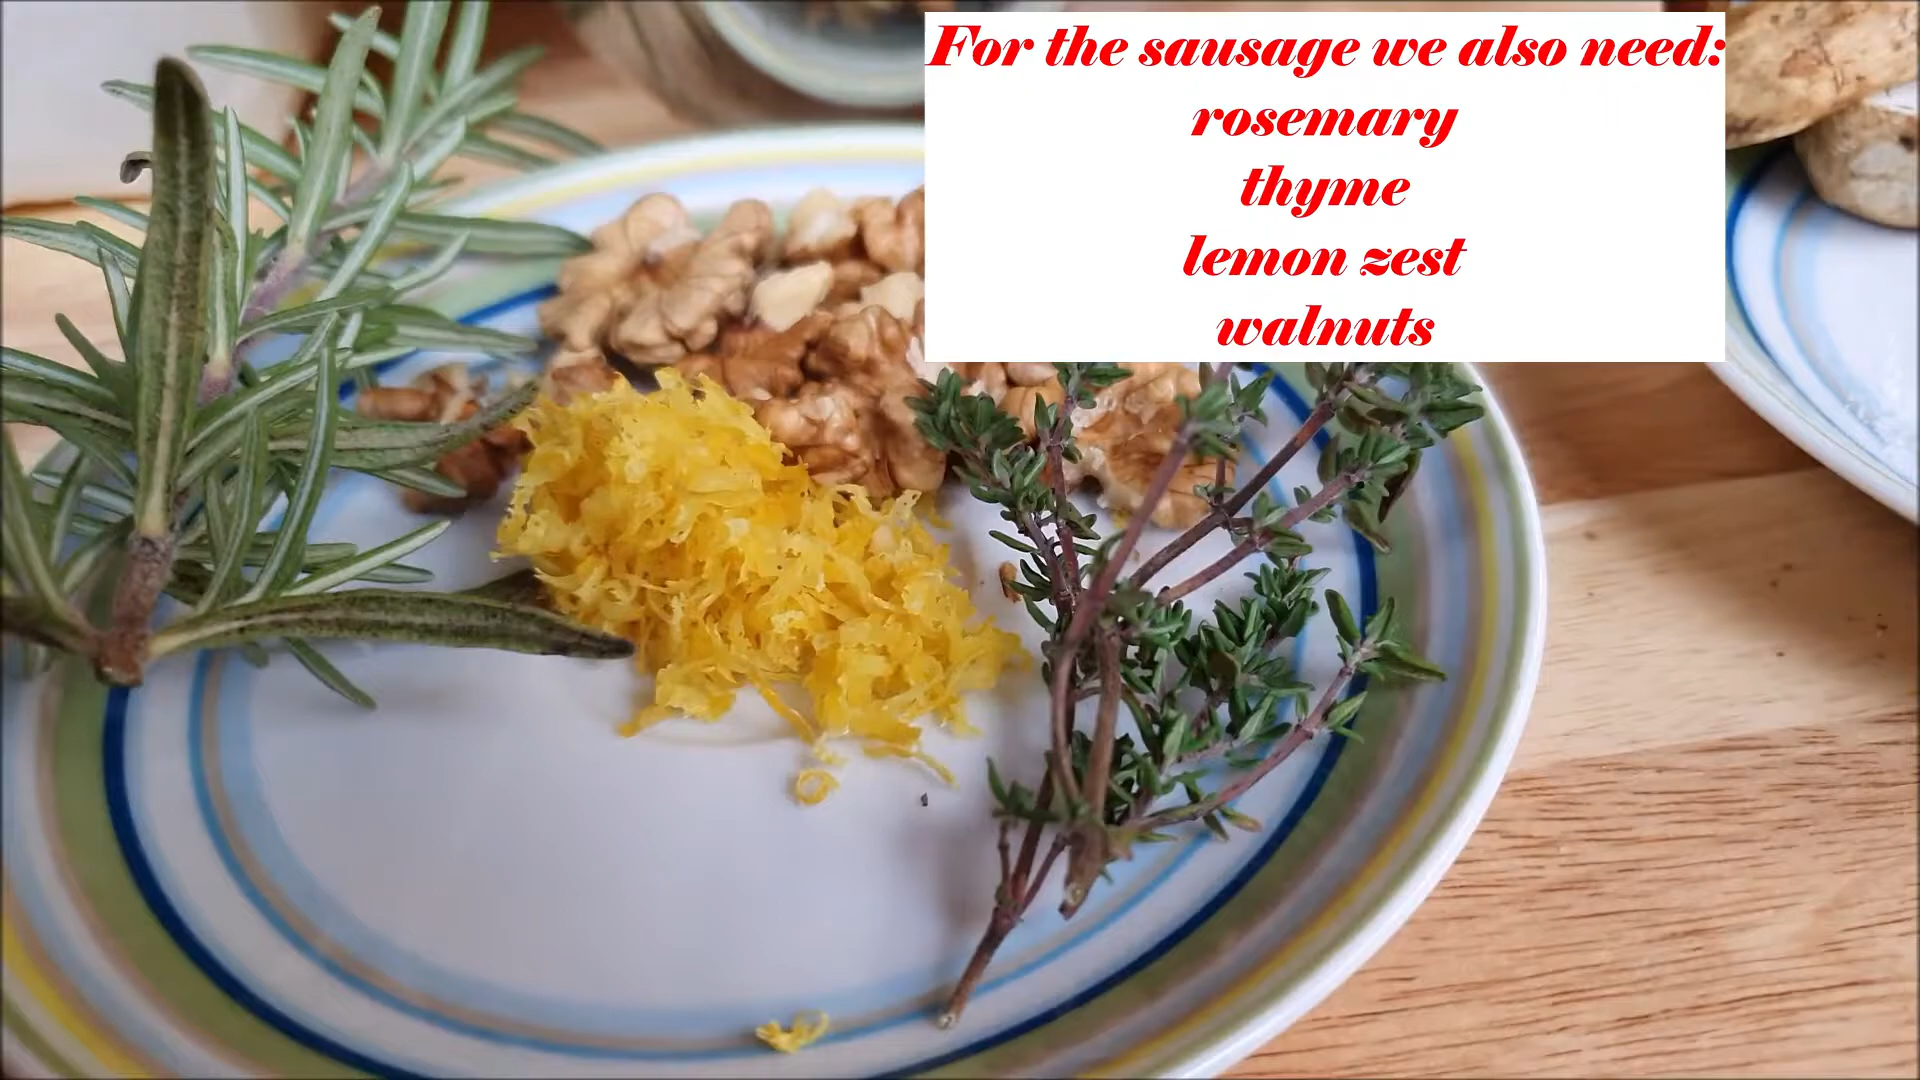 For the sausage we also need:
rosemary
thyme
lemon zest
walnuts